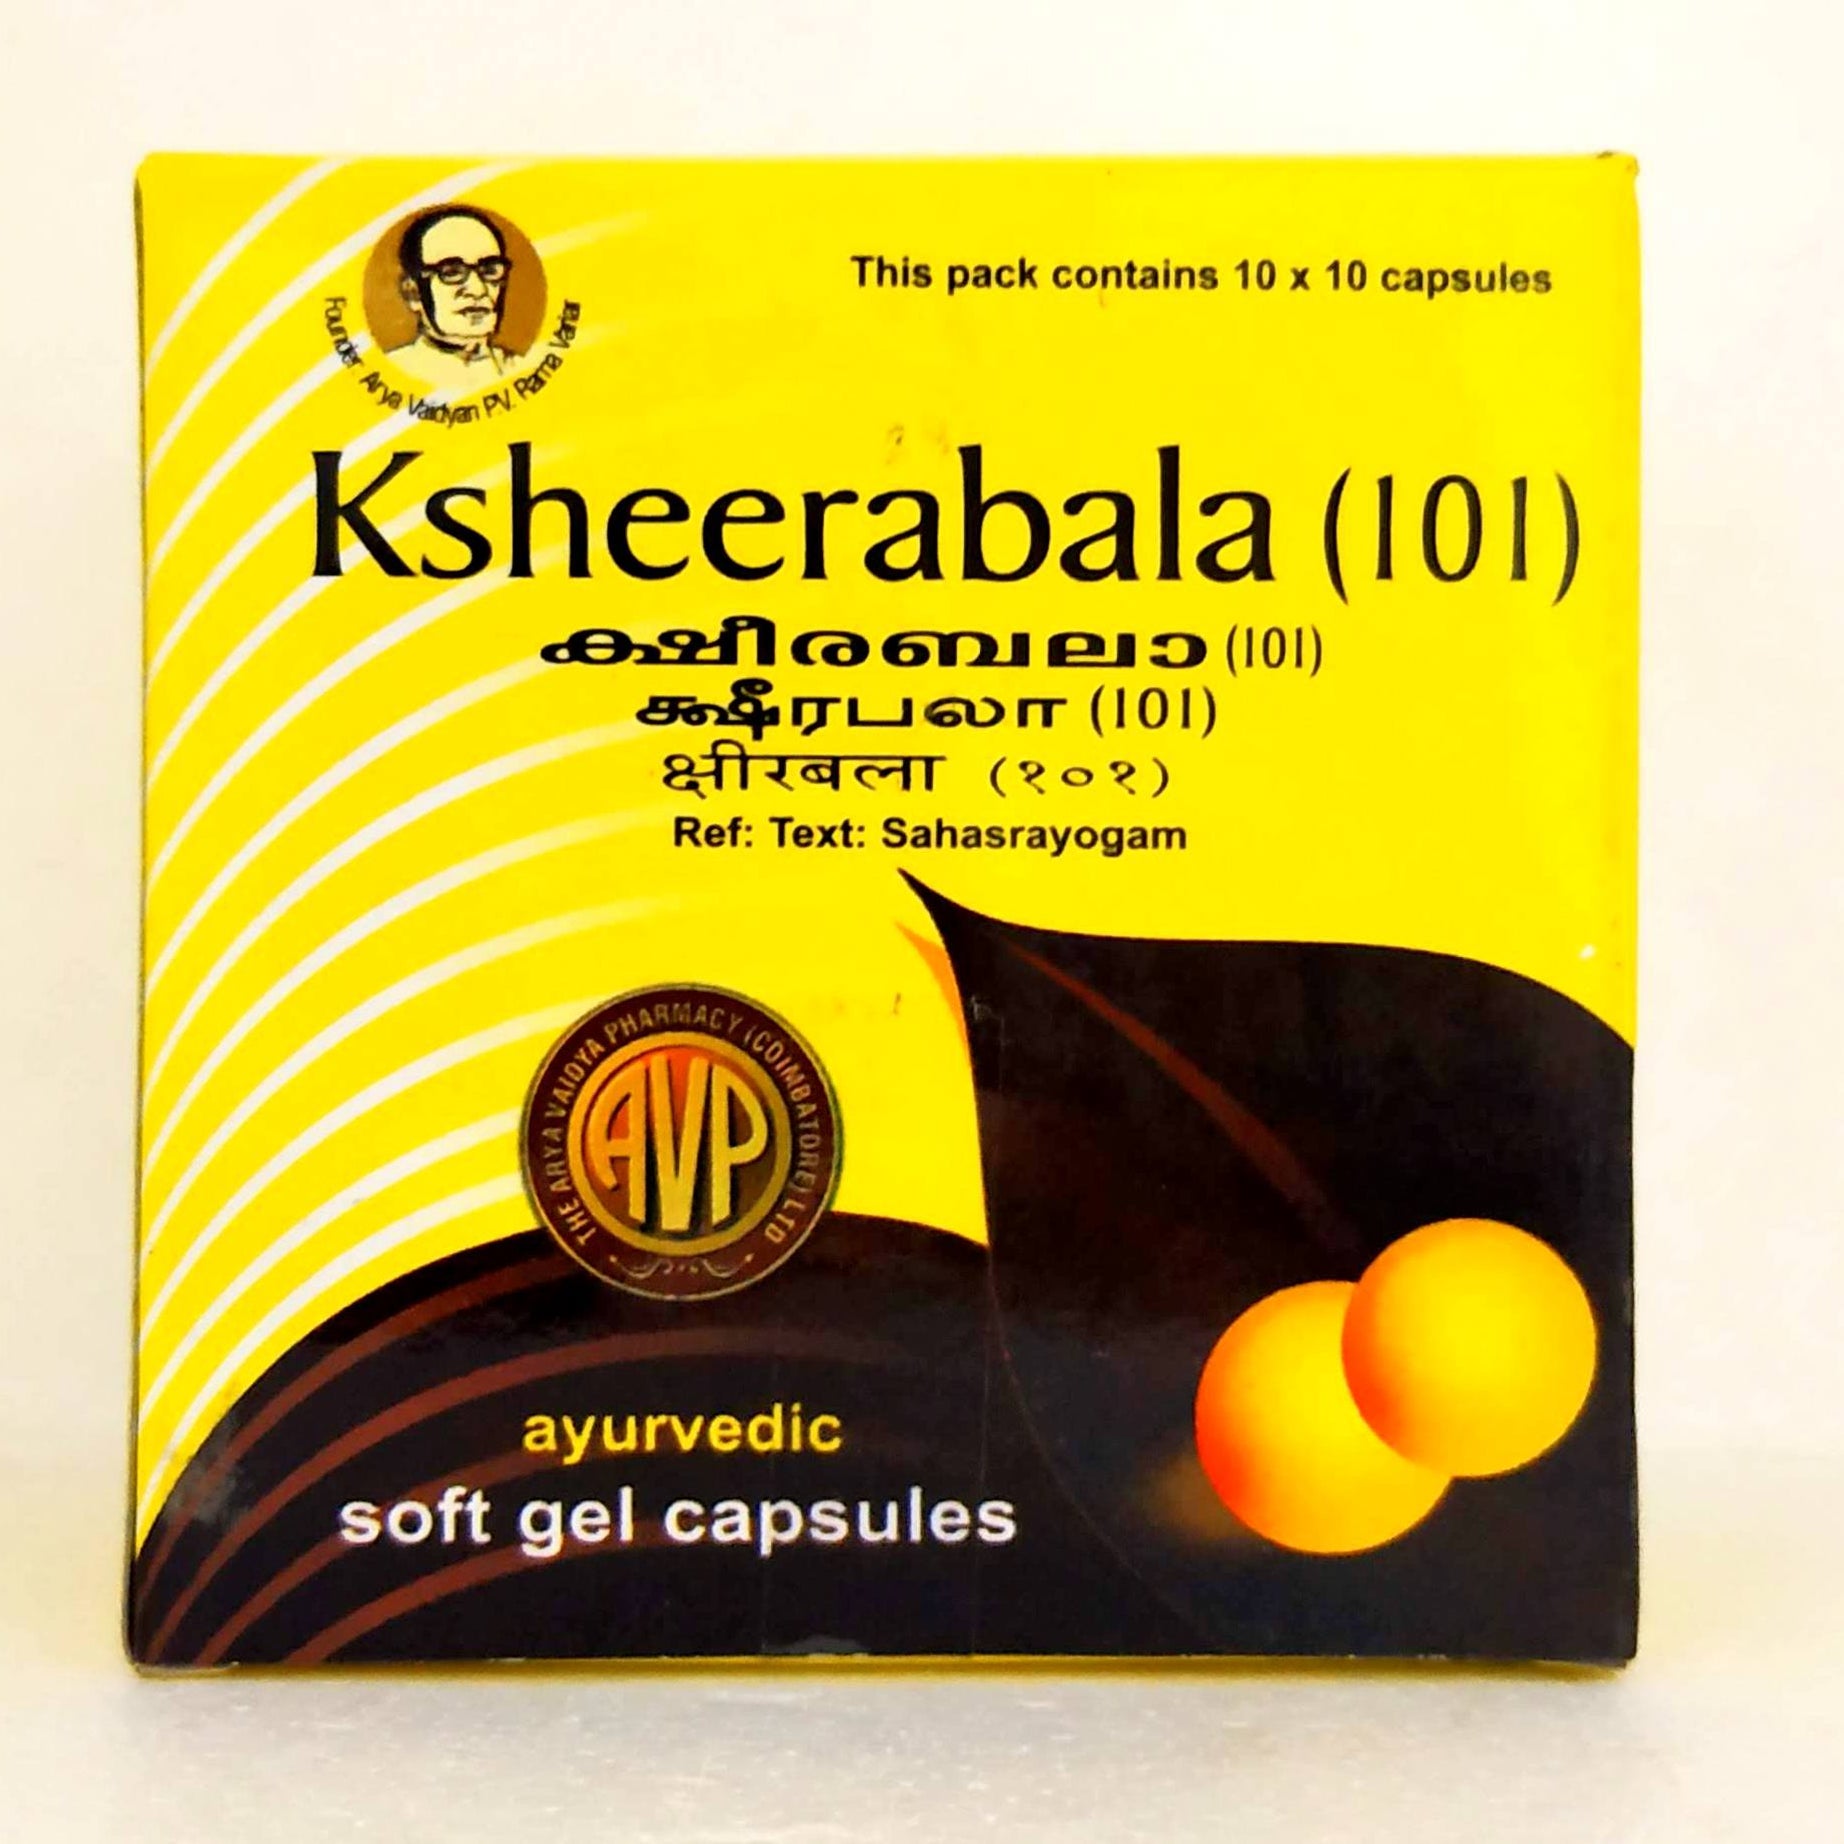 This pack contains 10 x 10 capsules
Founder Arya Vaidyan P.V. Rama Variar
Ksheerabala (101)
ക്ഷീരബലാ (101)
க்ஷீரபலா (101)
क्षीरबला (१०१)
Ref: Text: Sahasrayogam
THE ARYA VAIDYA PHARMACY (COIMBATORE) LTD
AVP
ayurvedic
soft gel capsules